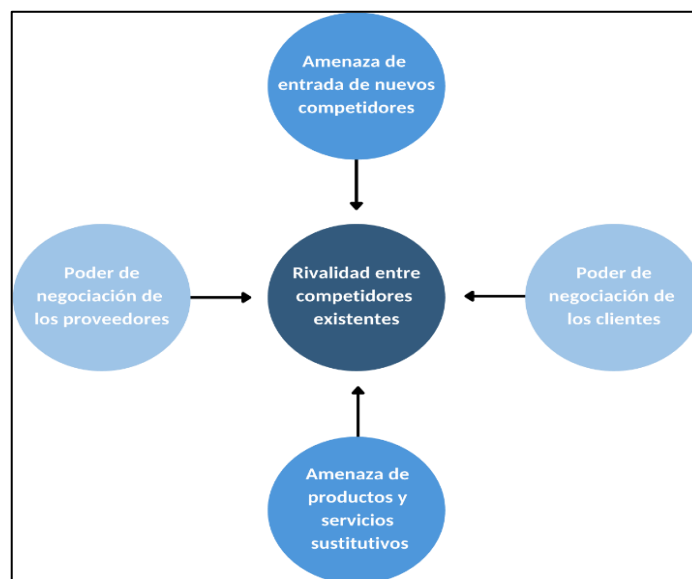 Amenaza de
entrada de nuevos
competidores
Poder de
negociación de
los proveedores
Rivalidad entre
competidores
existentes
Poder de
negociación de
los clientes
Amenaza de
productos y
servicios
sustitutivos